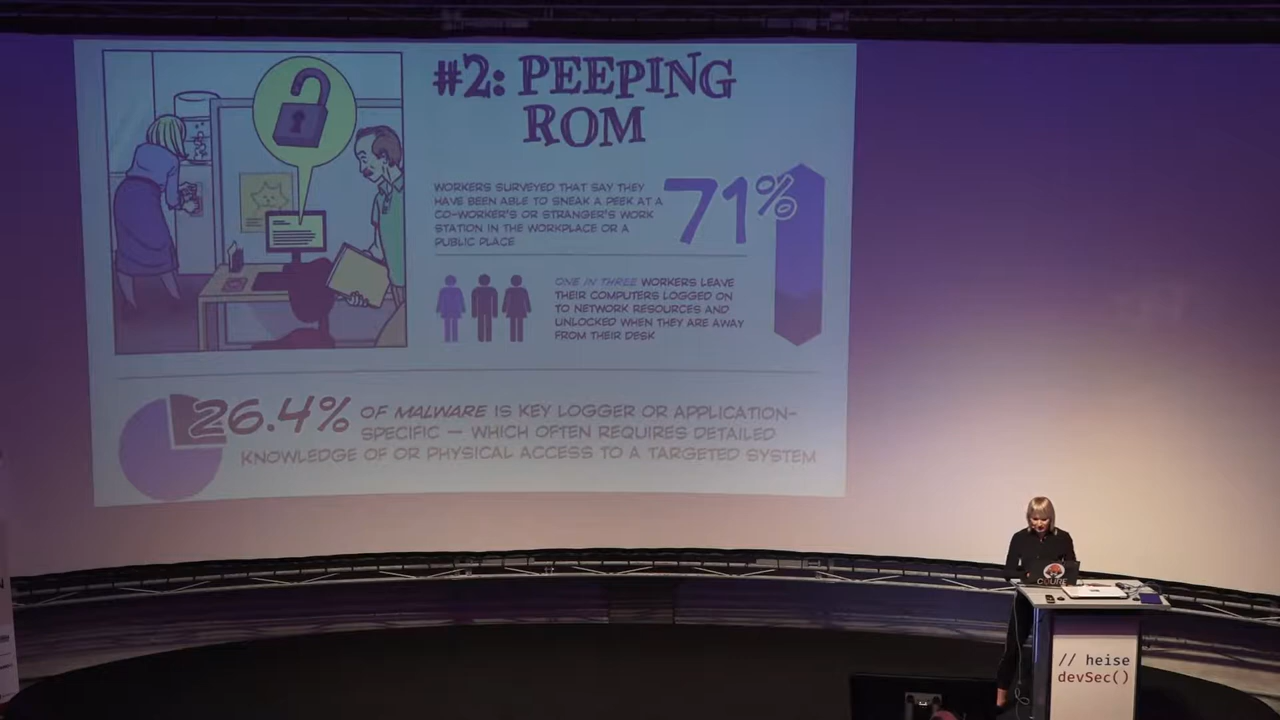 #2: PEEPING
ROM
WORKERS SURVEYED THAT SAY THEY
HAVE BEEN ABLE TO SNEAK A PEEK AT A
CO-WORKER'S OR STRANGER'S WORK
STATION IN THE WORKPLACE OR A
PUBLIC PLACE
71%
ONE IN THREE WORKERS LEAVE
THEIR COMPUTERS LOGGED ON
TO NETWORK RESOURCES AND
UNLOCKED WHEN THEY ARE AWAY
FROM THEIR DESK
26.4% OF MALWARE IS KEY LOGGER OR APPLICATION-
SPECIFIC — WHICH OFTEN REQUIRES DETAILED
KNOWLEDGE OF OR PHYSICAL ACCESS TO A TARGETED SYSTEM
CQURE
// heise
devSec()